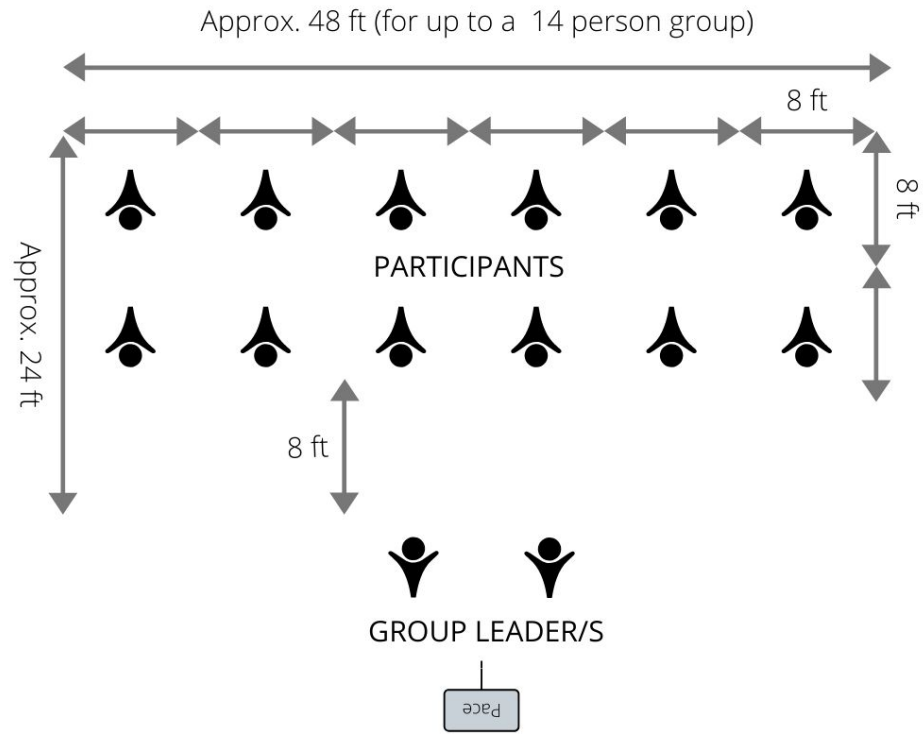 Approx. 48 ft (for up to a 14 person group)
8 ft
8 ft
PARTICIPANTS
Approx. 24 ft
8 ft
GROUP LEADER/S
Pace